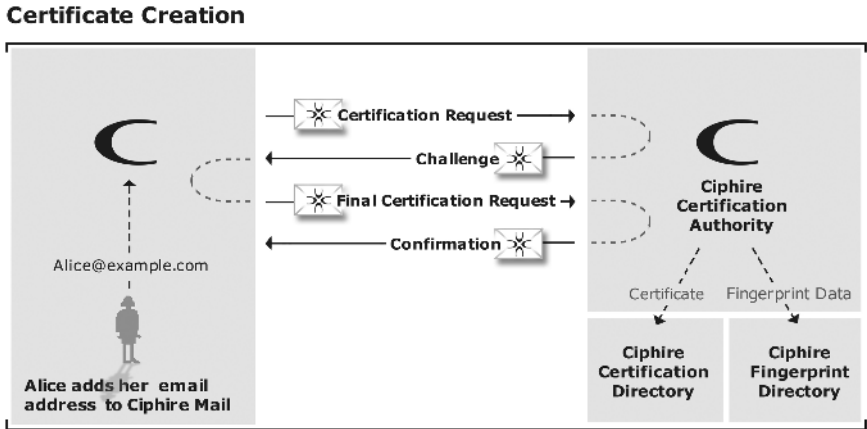 Certificate Creation
Certification Request
Challenge
Final Certification Request
Confirmation
Alice@example.com
Alice adds her email
address to Ciphire Mail
Ciphire
Certification
Authority
Certificate
Fingerprint Data
Ciphire
Certification
Directory
Ciphire
Fingerprint
Directory